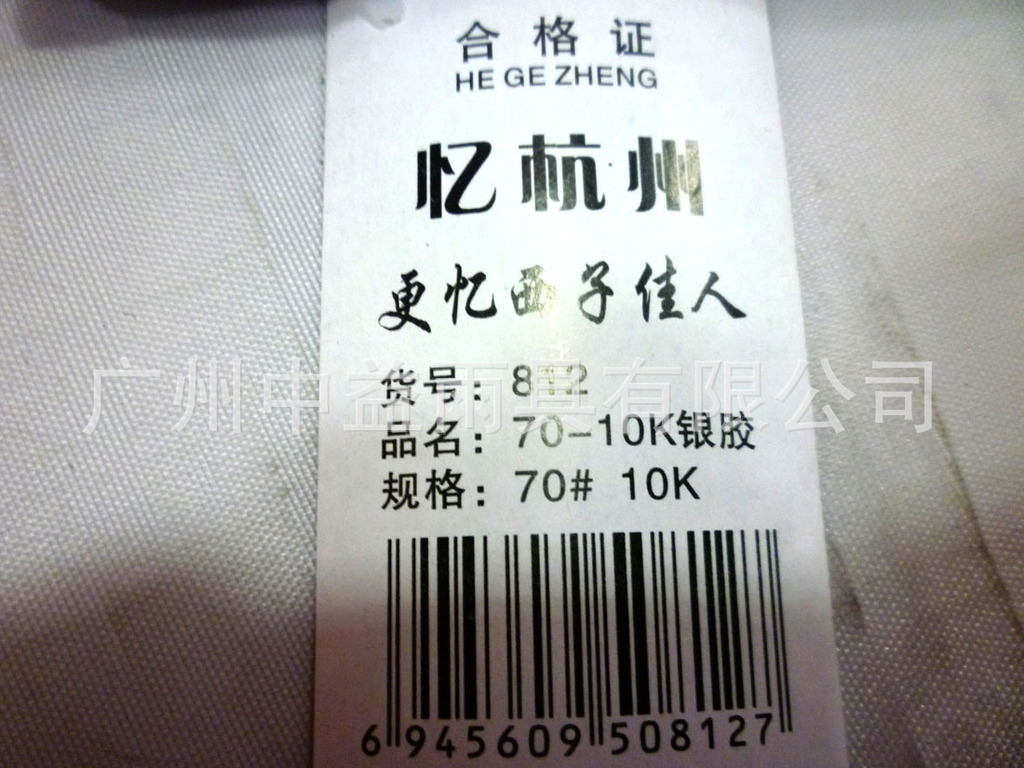 合格证
HE GE ZHENG
忆杭州
更忆西子佳人
货号：812
品名：70-10K银胶
规格：70# 10K
6 945609 508127
广州中益雨具有限公司